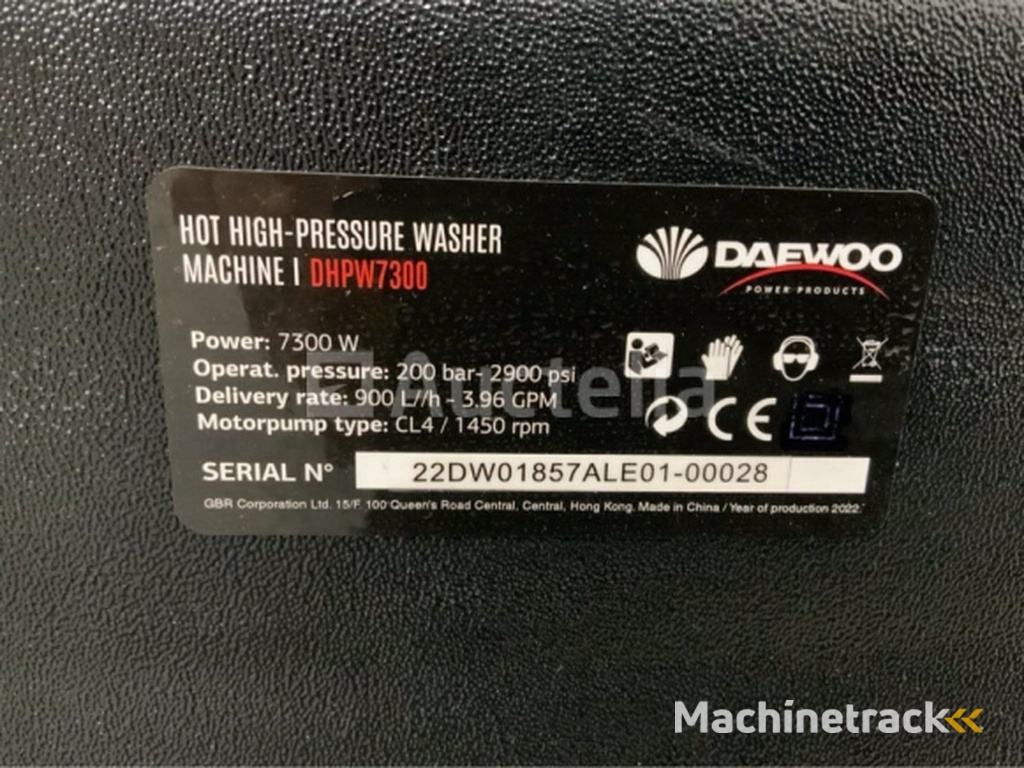 HOT HIGH-PRESSURE WASHER
MACHINE I DHPW7300
DAEWOO
POWER PRODUCTS
Power: 7300 W
Operat. pressure: 200 bar- 2900 psi
Delivery rate: 900 L//h - 3.96 GPM
Motorpump type: CL4 / 1450 rpm
Auctelia
CE
SERIAL N° 22DW01857ALE01-00028
GBR Corporation Ltd. 15/F. 100 Queen's Road Central, Central, Hong Kong. Made in China / Year of production 2022.
Machinetrack